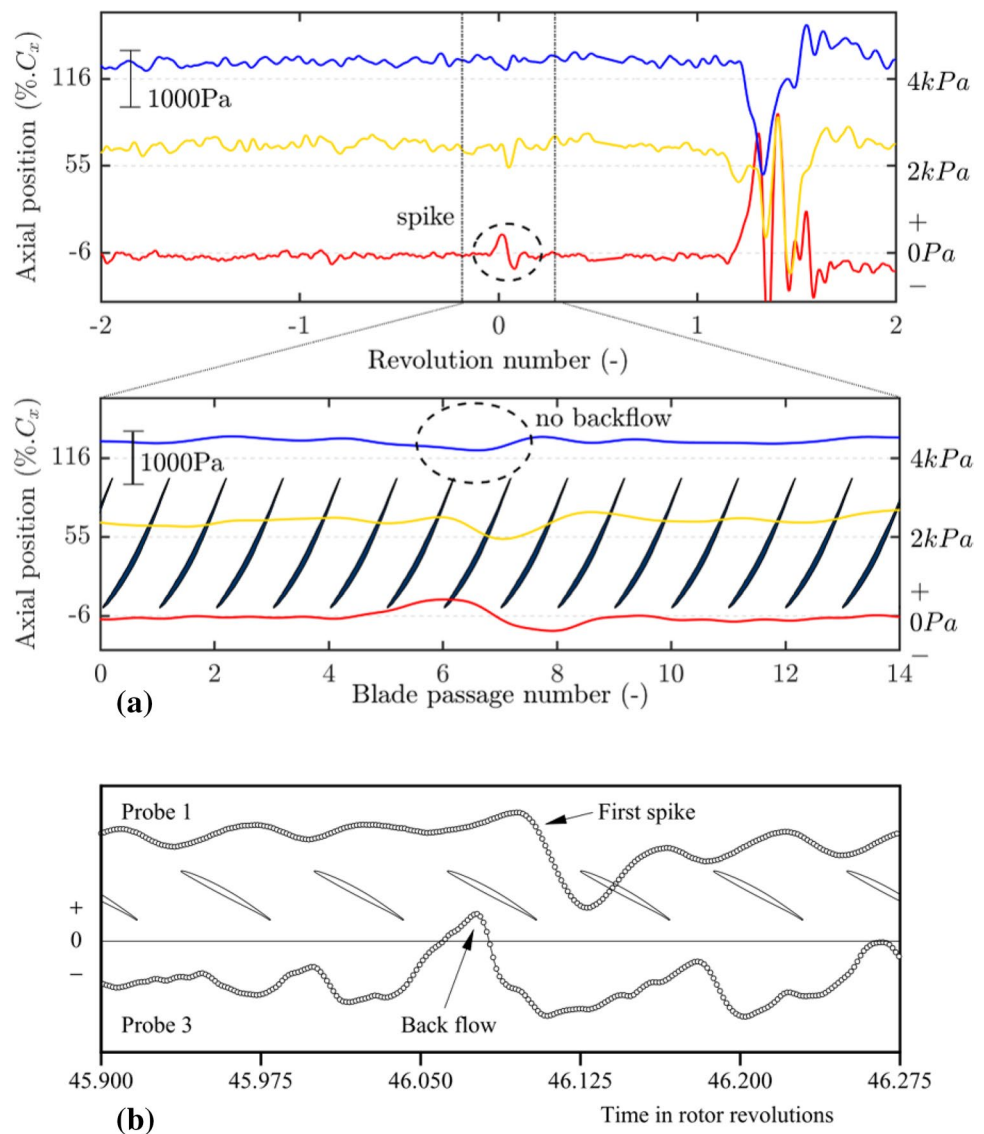 Axial position (%.Cₓ)
116
55
-6
1000Pa
spike
4kPa
2kPa
+
0Pa
−
-2
-1
0
1
2
Revolution number (-)
Axial position (%.Cₓ)
116
55
-6
1000Pa
no backflow
4kPa
2kPa
+
0Pa
−
0
2
4
6
8
10
12
14
Blade passage number (-)
(a)
Probe 1
First spike
+
0
−
Back flow
Probe 3
45.900
45.975
46.050
46.125
46.200
46.275
Time in rotor revolutions
(b)